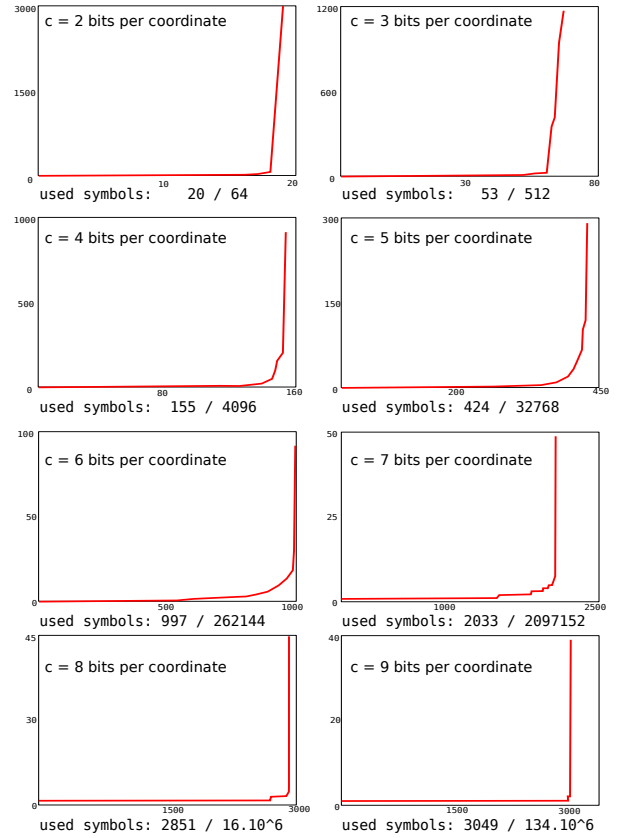 3000
c = 2 bits per coordinate
1500
0
10
20
used symbols: 20 / 64
1200
c = 3 bits per coordinate
600
0
30
80
used symbols: 53 / 512
1000
c = 4 bits per coordinate
500
0
80
160
used symbols: 155 / 4096
300
c = 5 bits per coordinate
150
0
200
450
used symbols: 424 / 32768
100
c = 6 bits per coordinate
50
0
500
1000
used symbols: 997 / 262144
50
c = 7 bits per coordinate
25
0
1000
2500
used symbols: 2033 / 2097152
45
c = 8 bits per coordinate
30
0
1500
3000
used symbols: 2851 / 16.10^6
40
c = 9 bits per coordinate
20
0
1500
3000
used symbols: 3049 / 134.10^6